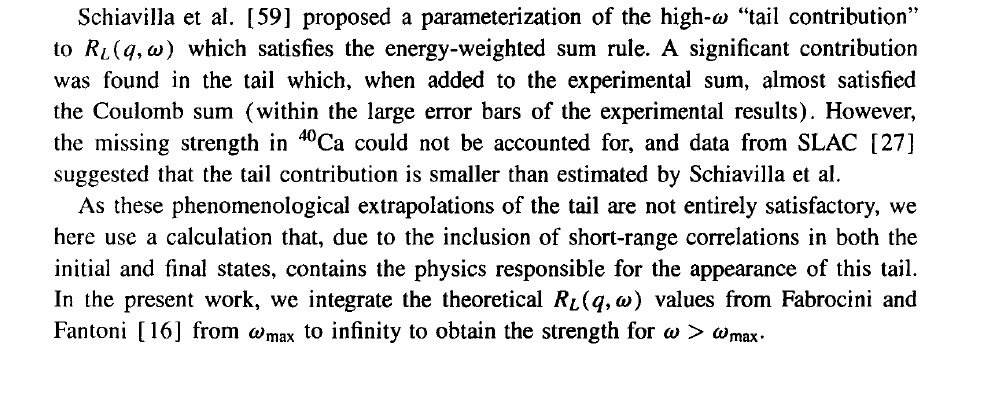 Schiavilla et al. [59] proposed a parameterization of the high-ω “tail contribution”
to R_L(q, ω) which satisfies the energy-weighted sum rule. A significant contribution
was found in the tail which, when added to the experimental sum, almost satisfied
the Coulomb sum (within the large error bars of the experimental results). However,
the missing strength in ⁴⁰Ca could not be accounted for, and data from SLAC [27]
suggested that the tail contribution is smaller than estimated by Schiavilla et al.
As these phenomenological extrapolations of the tail are not entirely satisfactory, we
here use a calculation that, due to the inclusion of short-range correlations in both the
initial and final states, contains the physics responsible for the appearance of this tail.
In the present work, we integrate the theoretical R_L(q, ω) values from Fabrocini and
Fantoni [16] from ω_max to infinity to obtain the strength for ω > ω_max.